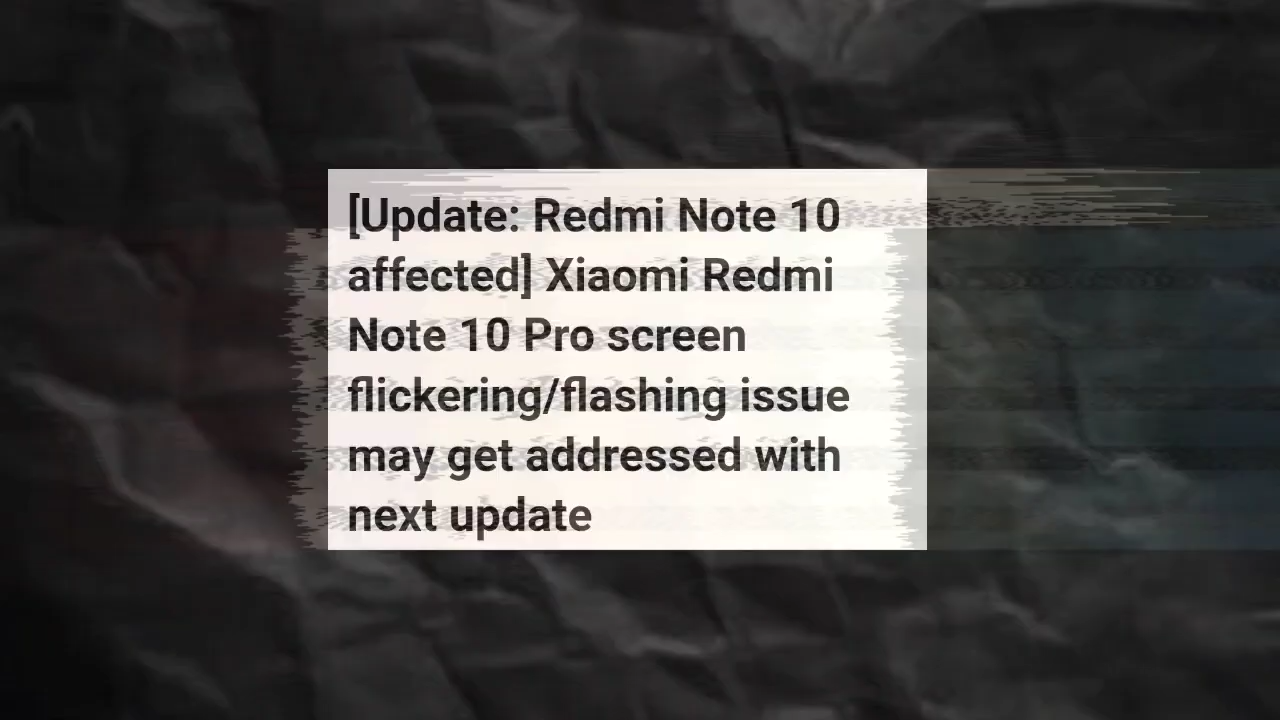 [Update: Redmi Note 10
affected] Xiaomi Redmi
Note 10 Pro screen
flickering/flashing issue
may get addressed with
next update